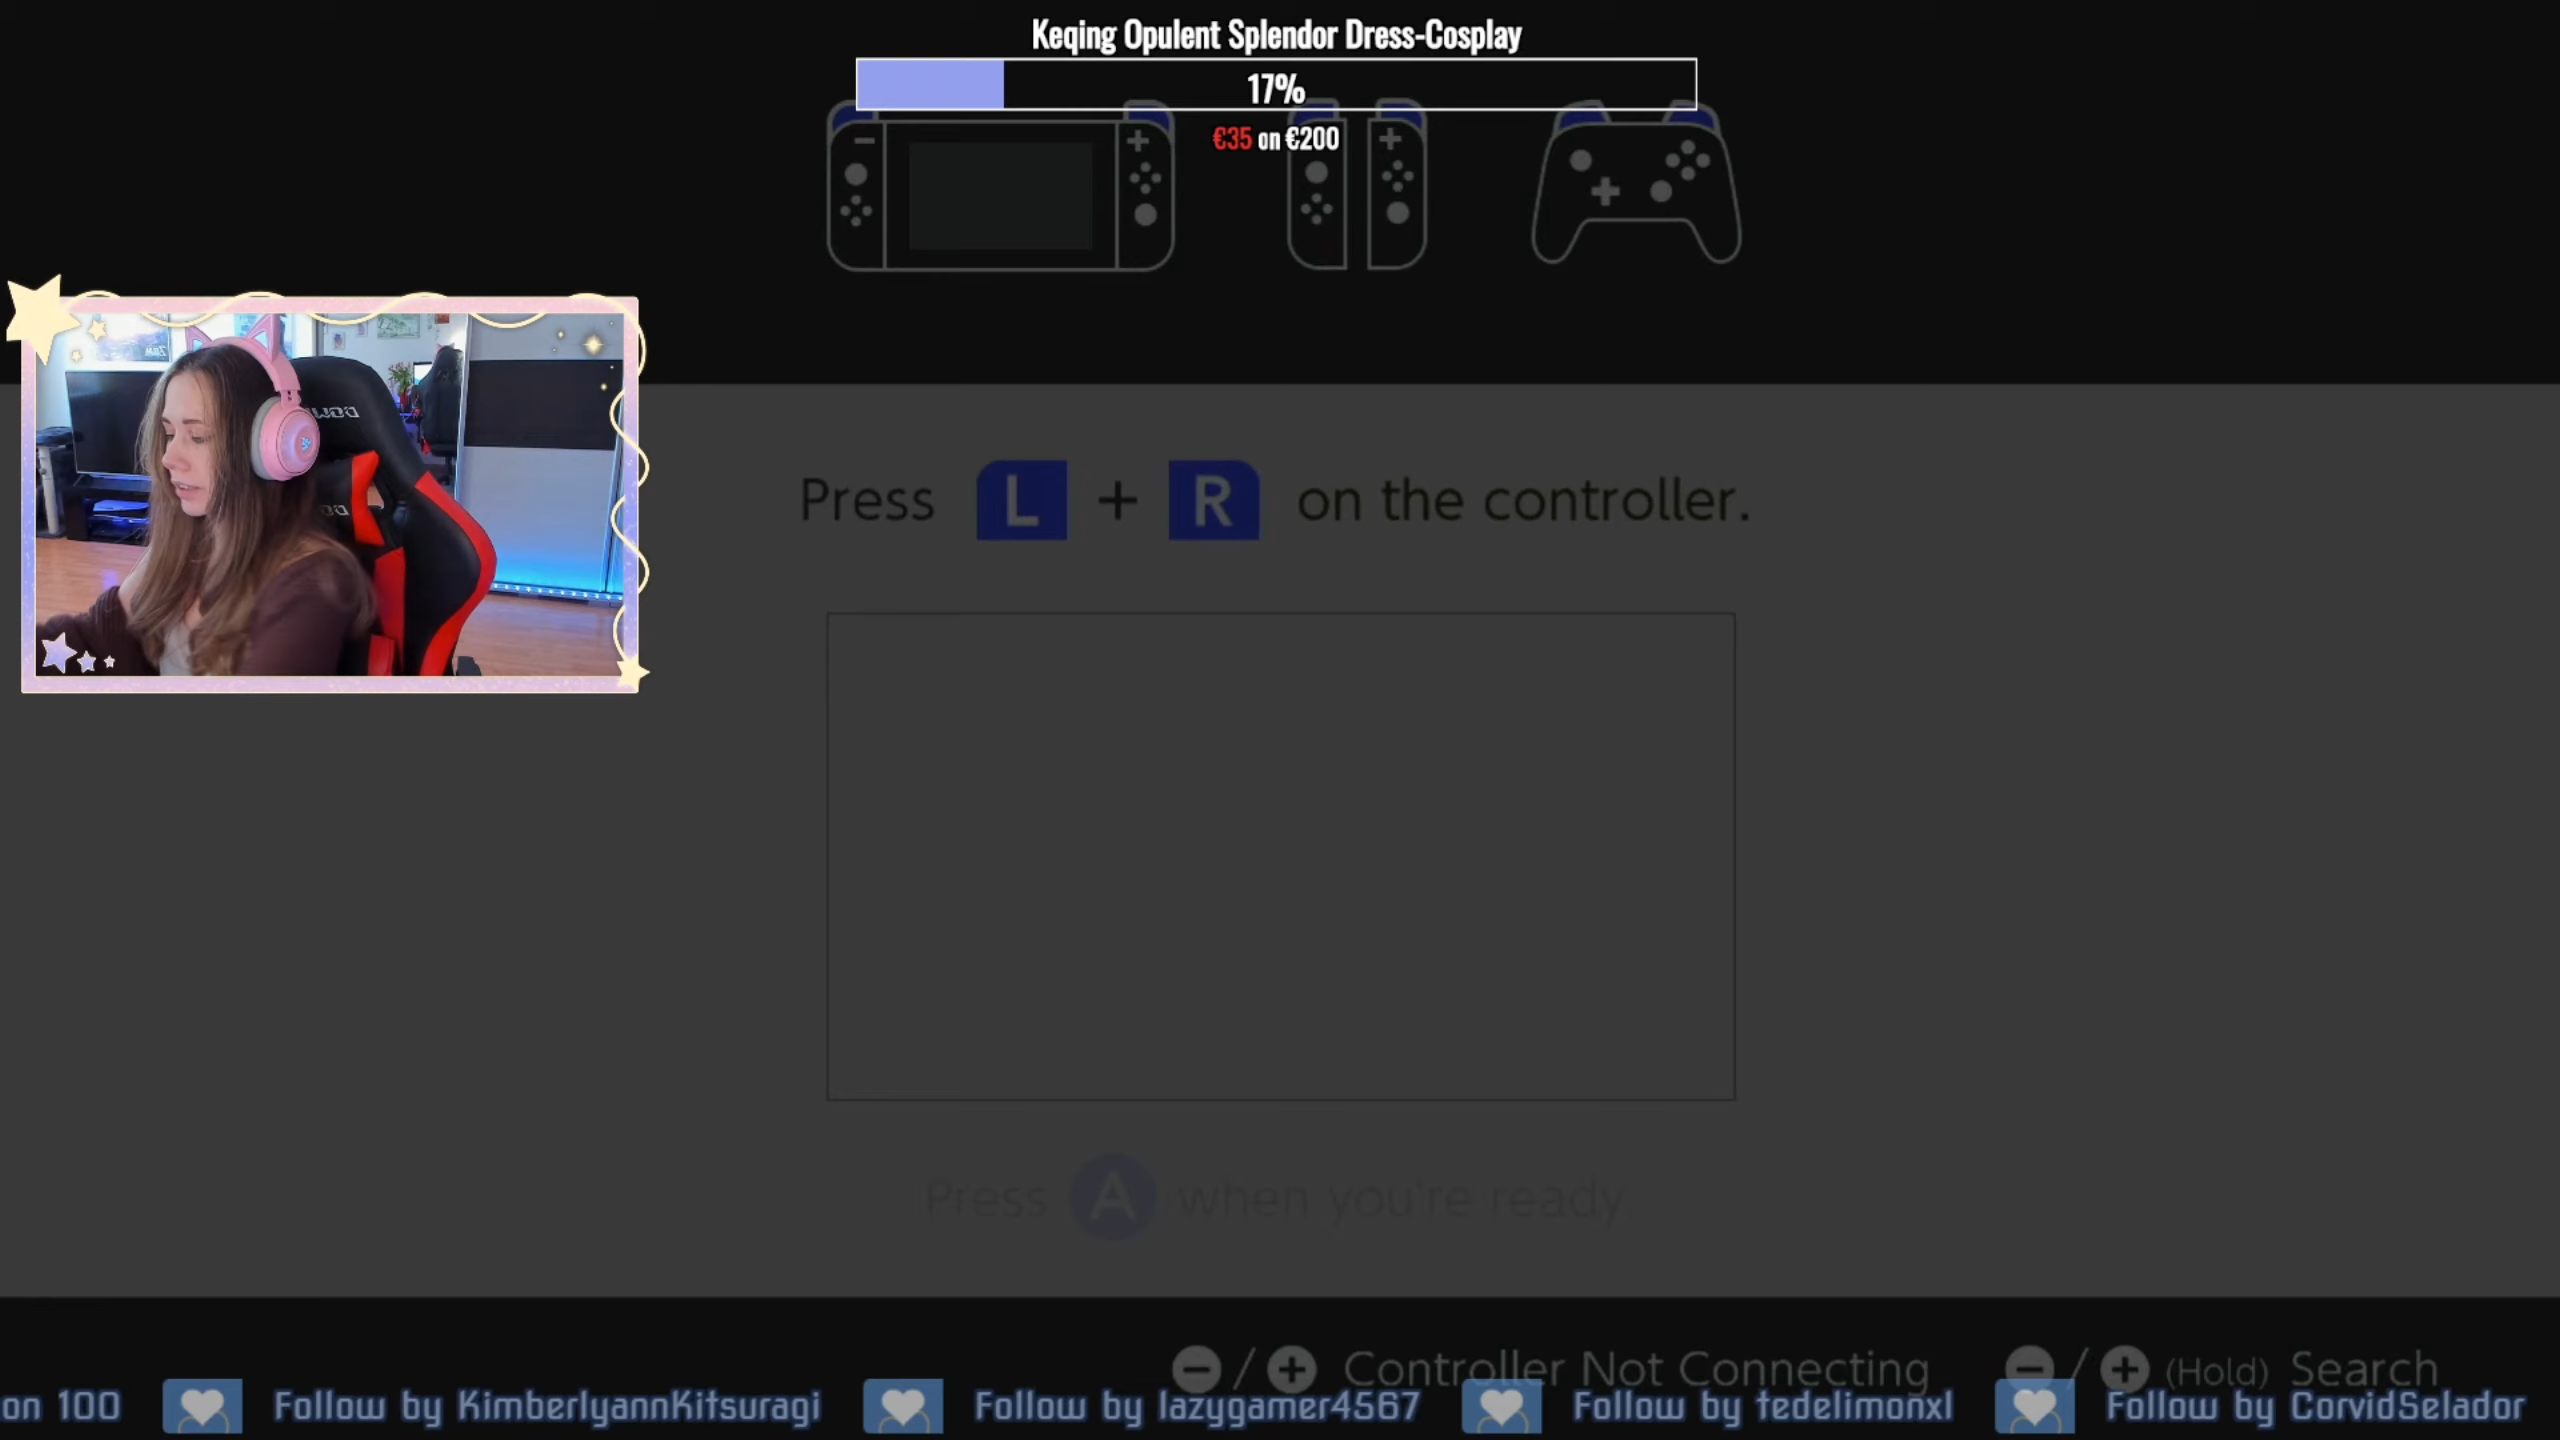 Keqing Opulent Splendor Dress-Cosplay
17%
€35 on €200
Press L + R on the controller.
Press A when you're ready.
Controller Not Connecting
(Hold) Search
on 100 Follow by KimberlyannKitsuragi Follow by lazygamer4567 Follow by tedelimonxl Follow by CorvidSelador